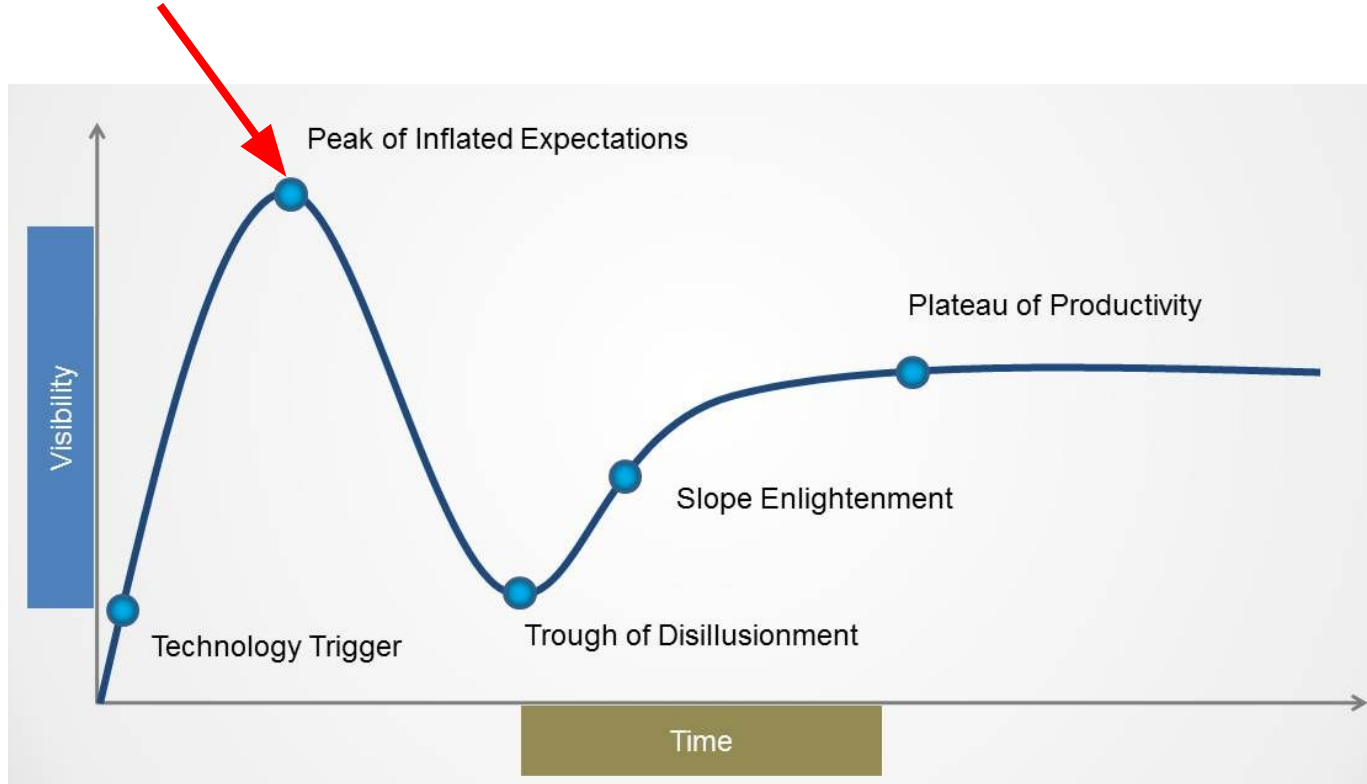 Peak of Inflated Expectations
Plateau of Productivity
Visibility
Slope Enlightenment
Trough of Disillusionment
Technology Trigger
Time